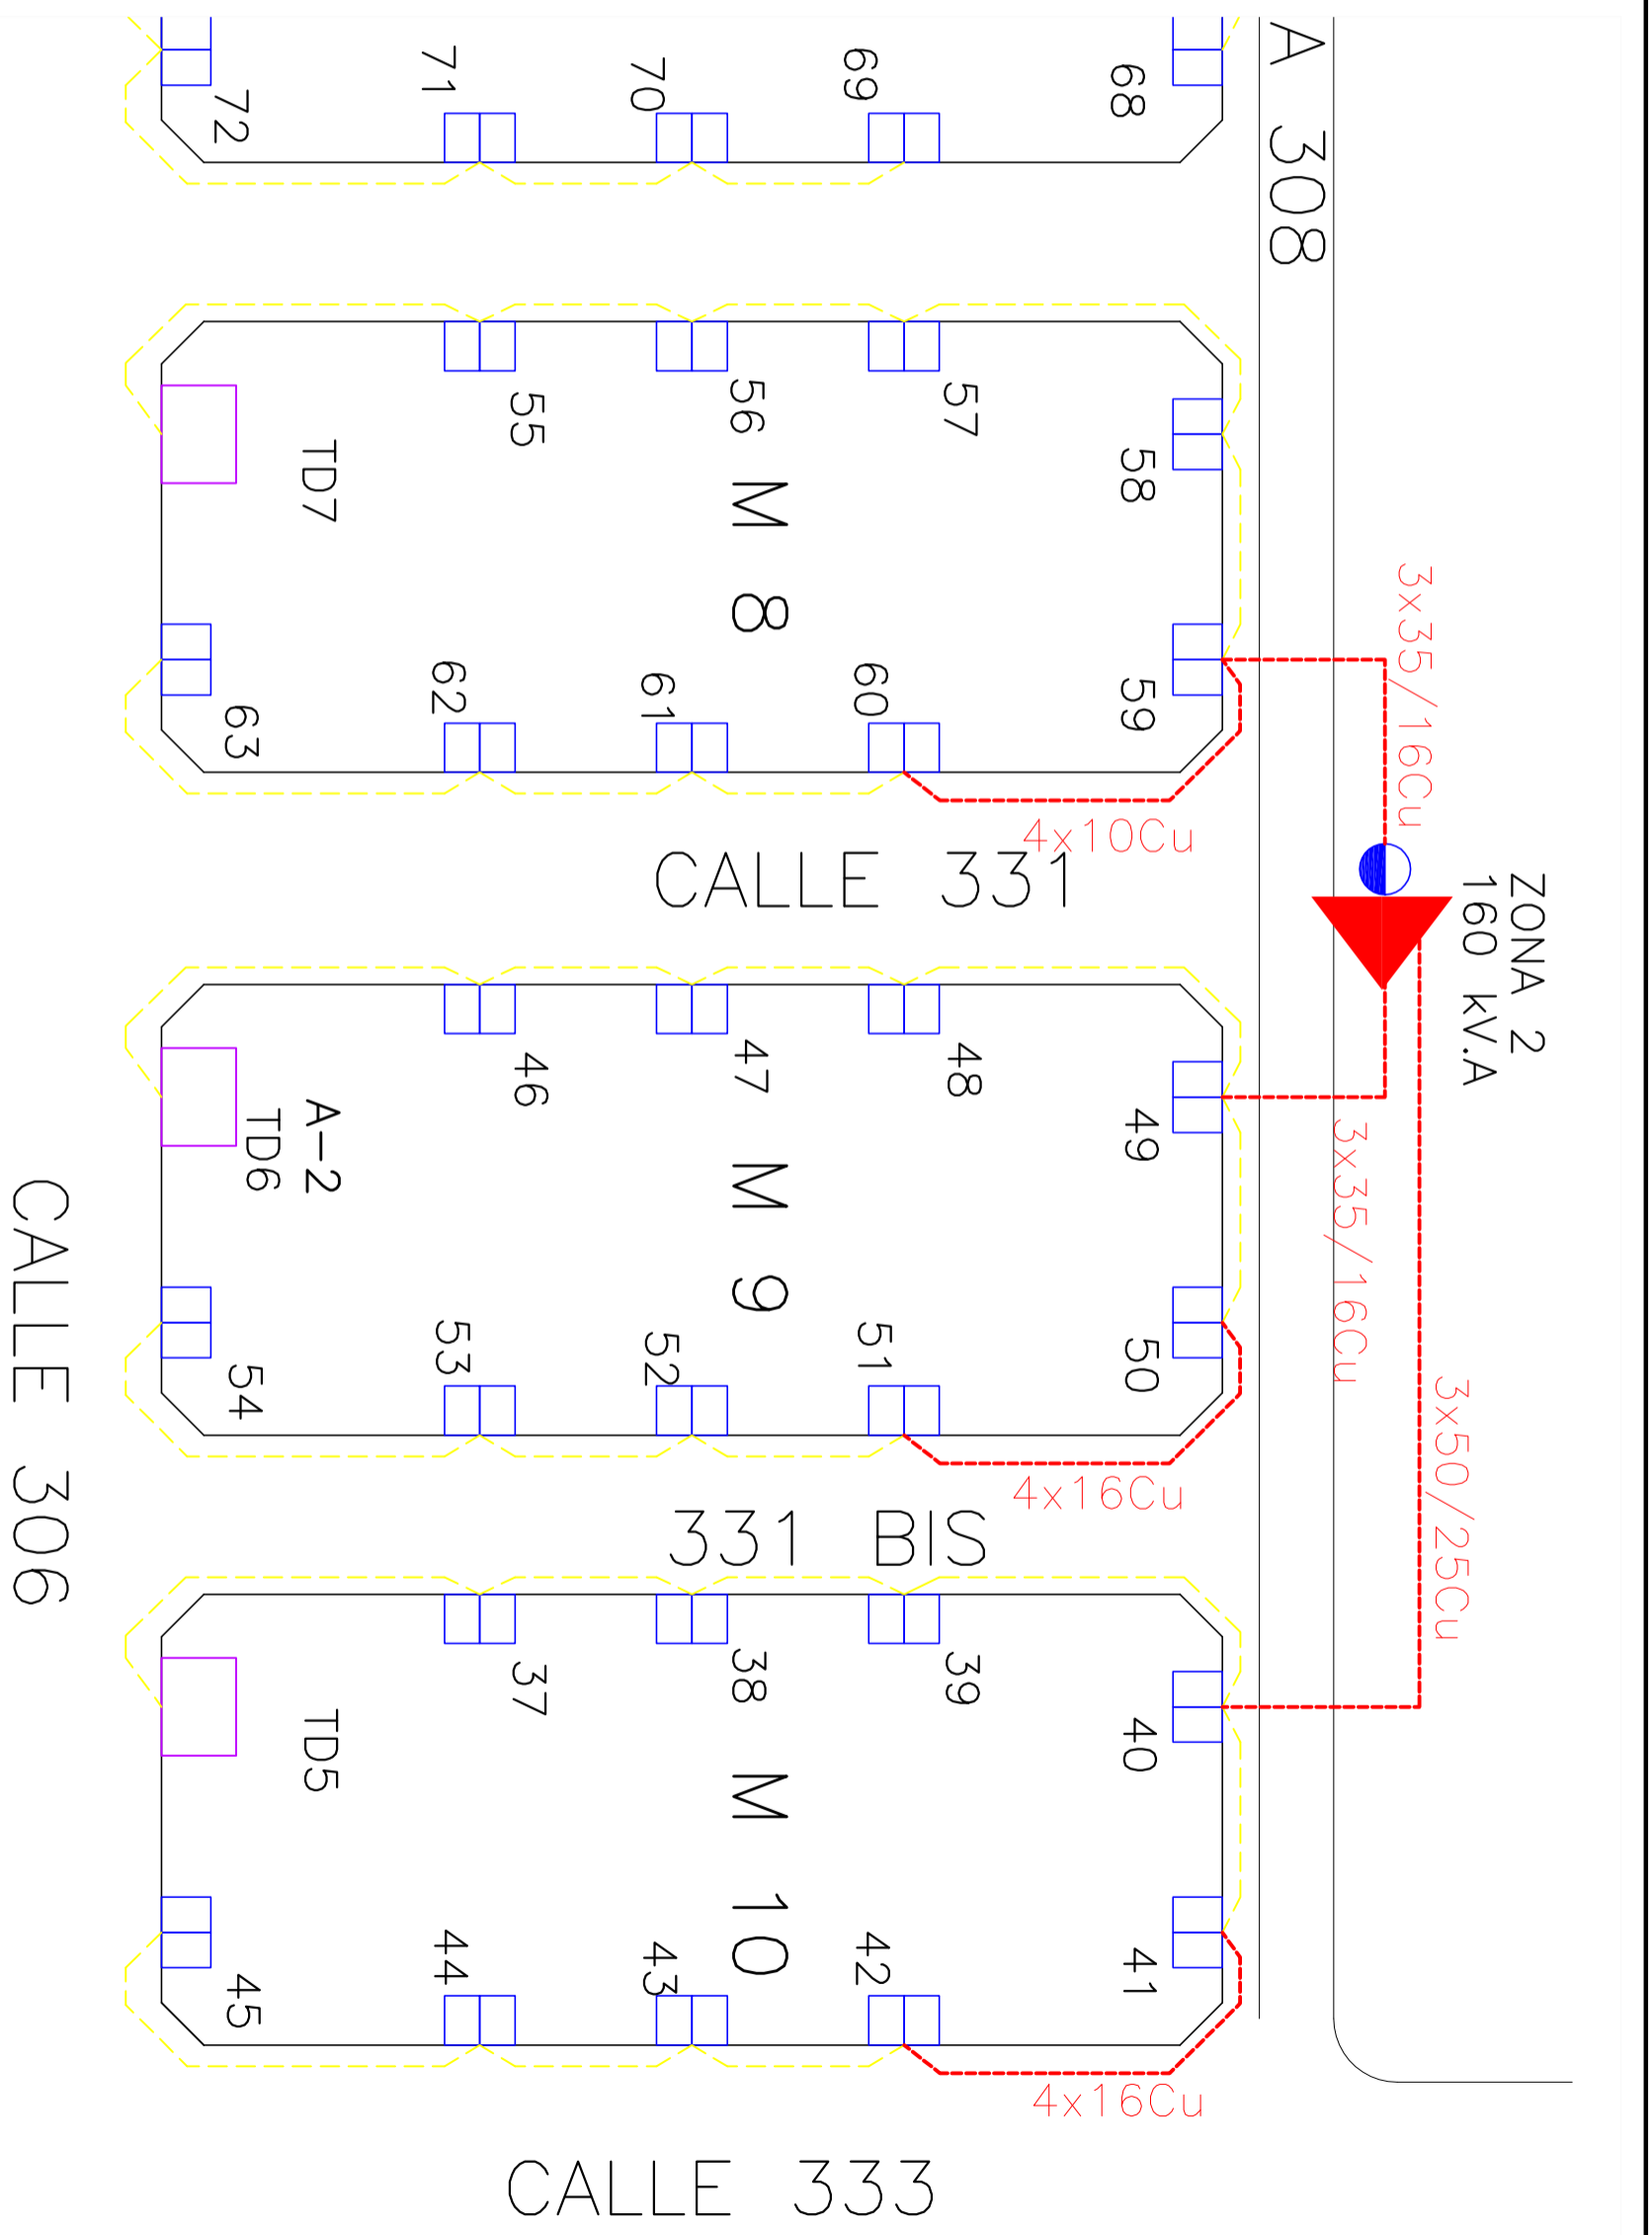 A 308
72
71
70
69
68
55
56
57
58
TD7
M 8
59
60
61
62
63
3x35/16Cu
4x10Cu
CALLE 331
ZONA 2
160 kV.A
46
47
48
49
A-2
TD6
M 9
50
51
52
53
54
3x35/16Cu
3x50/25Cu
4x16Cu
331 BIS
CALLE 306
37
38
39
40
TD5
M 10
41
42
43
44
45
4x16Cu
CALLE 333